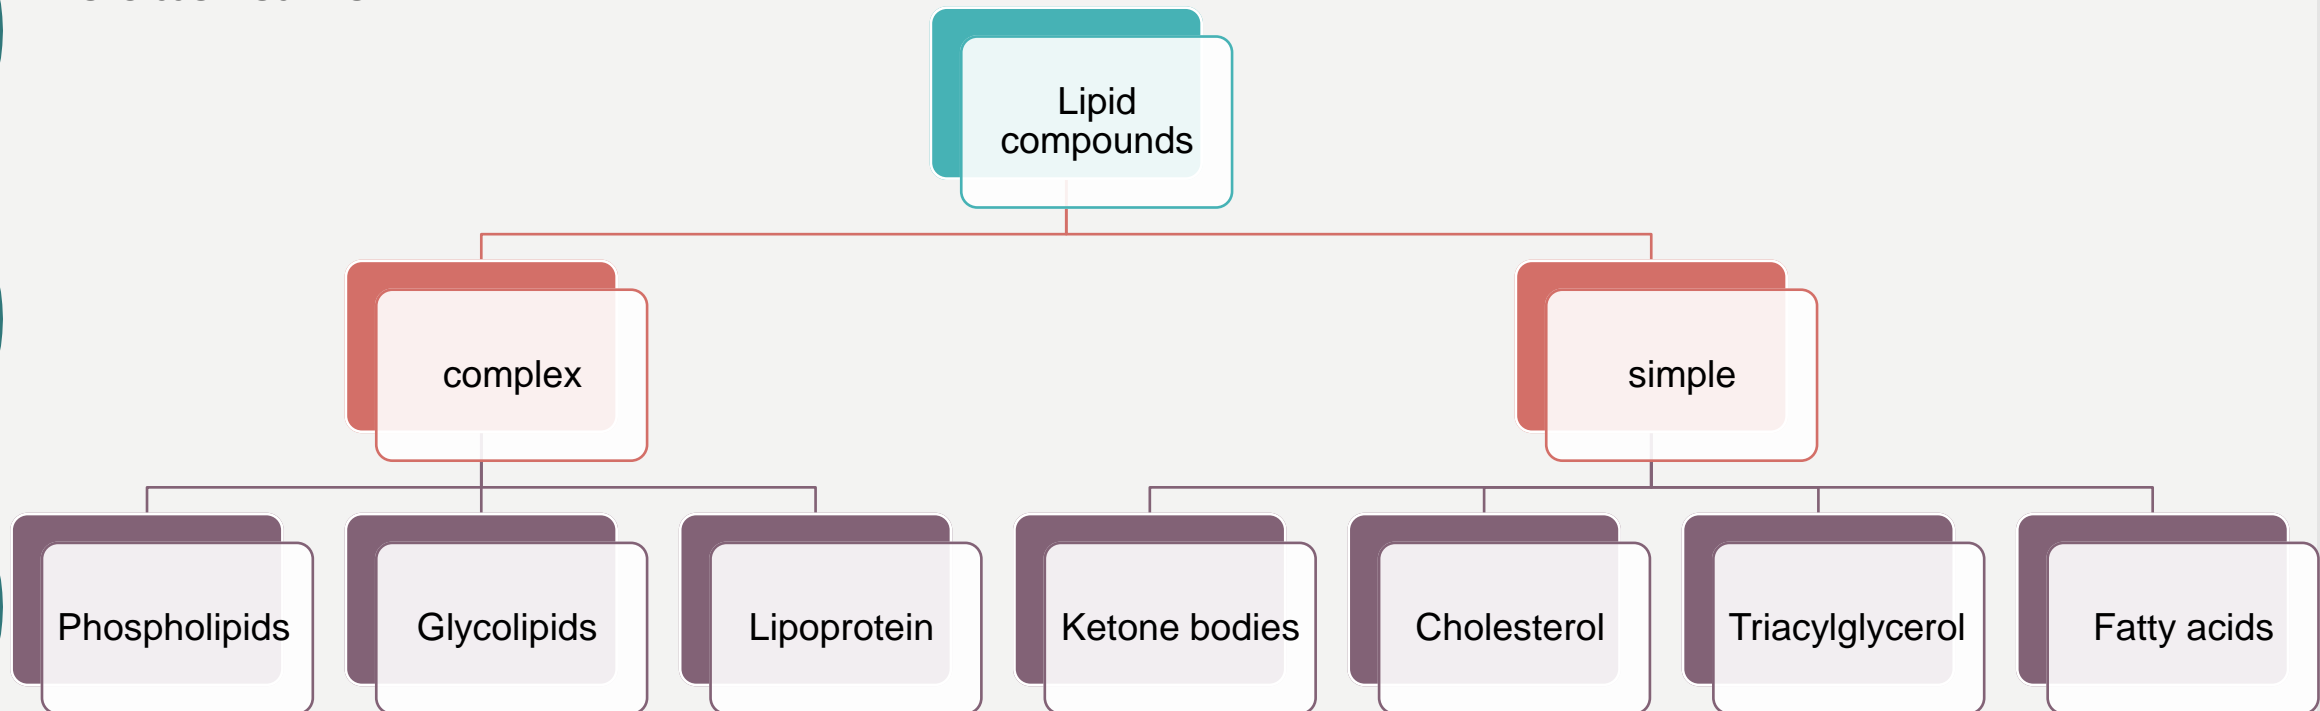 Lipid
compounds
complex
simple
Phospholipids
Glycolipids
Lipoprotein
Ketone bodies
Cholesterol
Triacylglycerol
Fatty acids